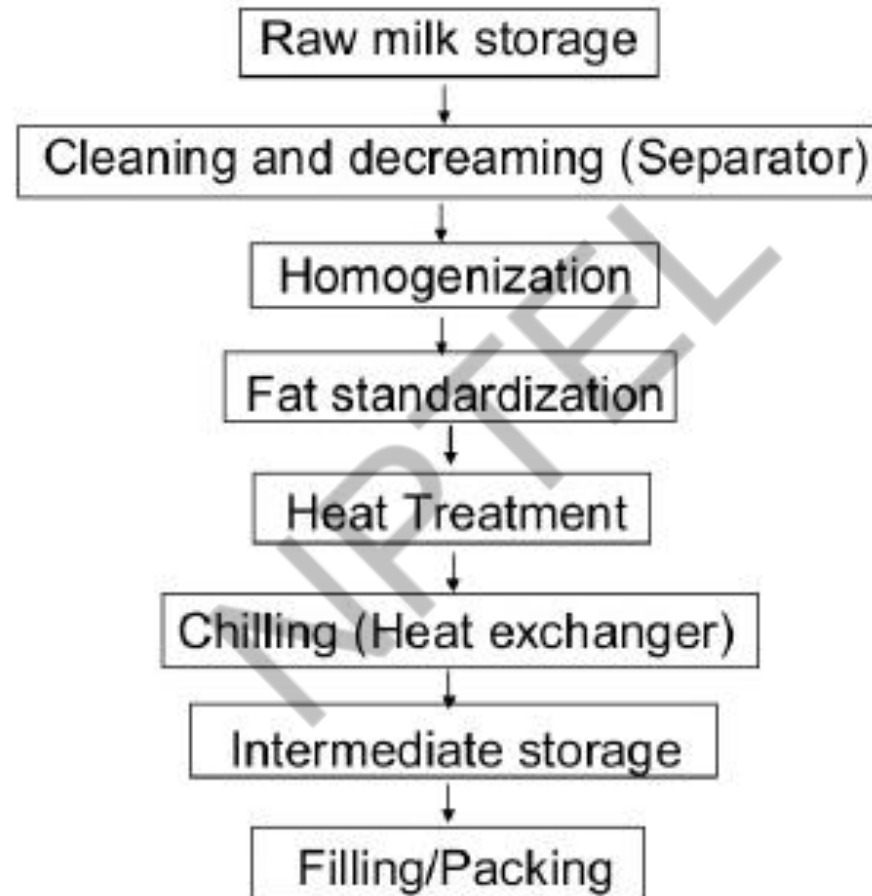 Raw milk storage
Cleaning and decreaming (Separator)
Homogenization
Fat standardization
Heat Treatment
Chilling (Heat exchanger)
Intermediate storage
Filling/Packing
NPTEL